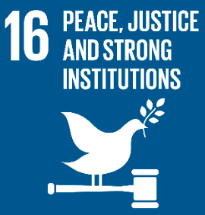 16 PEACE, JUSTICE
AND STRONG
INSTITUTIONS